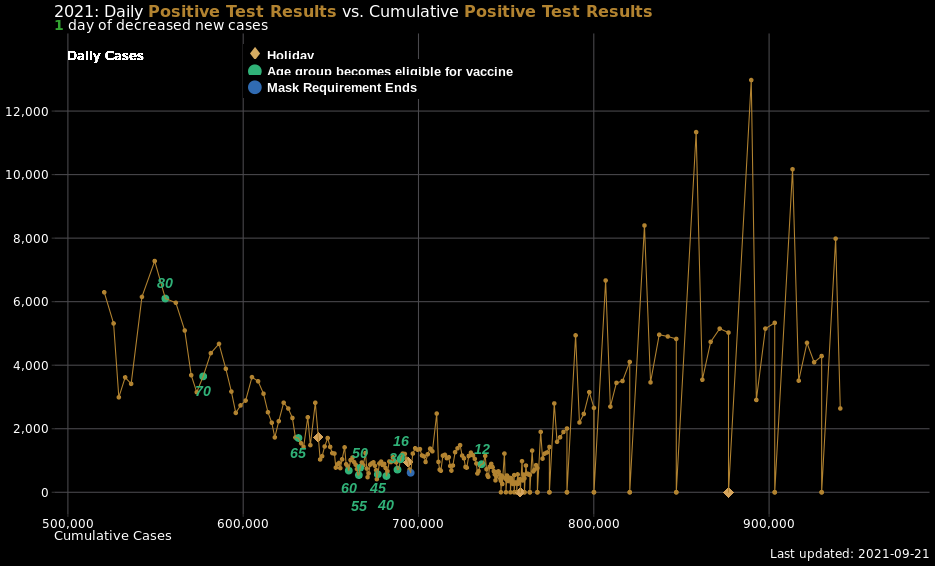 2021: Daily Positive Test Results vs. Cumulative Positive Test Results
1 day of decreased new cases
Daily Cases
Holiday
Age group becomes eligible for vaccine
Mask Requirement Ends
12,000
10,000
8,000
80
6,000
4,000
70
2,000
16
12
65
50
60
45
55
40
0
500,000
600,000
700,000
800,000
900,000
Cumulative Cases
Last updated: 2021-09-21